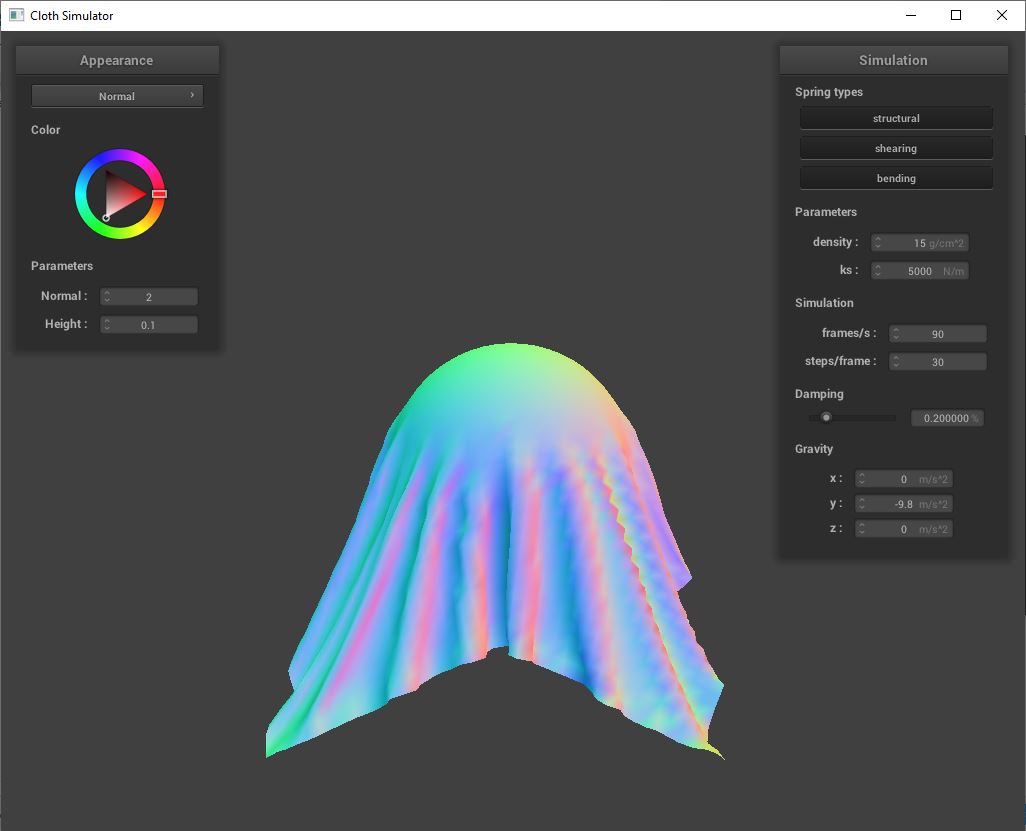 Cloth Simulator
Appearance
Normal
Color
Parameters
Normal : 2
Height : 0.1
Simulation
Spring types
structural
shearing
bending
Parameters
density : 15 g/cm^2
ks : 5000 N/m
Simulation
frames/s : 90
steps/frame : 30
Damping
0.200000 %
Gravity
x : 0 m/s^2
y : -9.8 m/s^2
z : 0 m/s^2